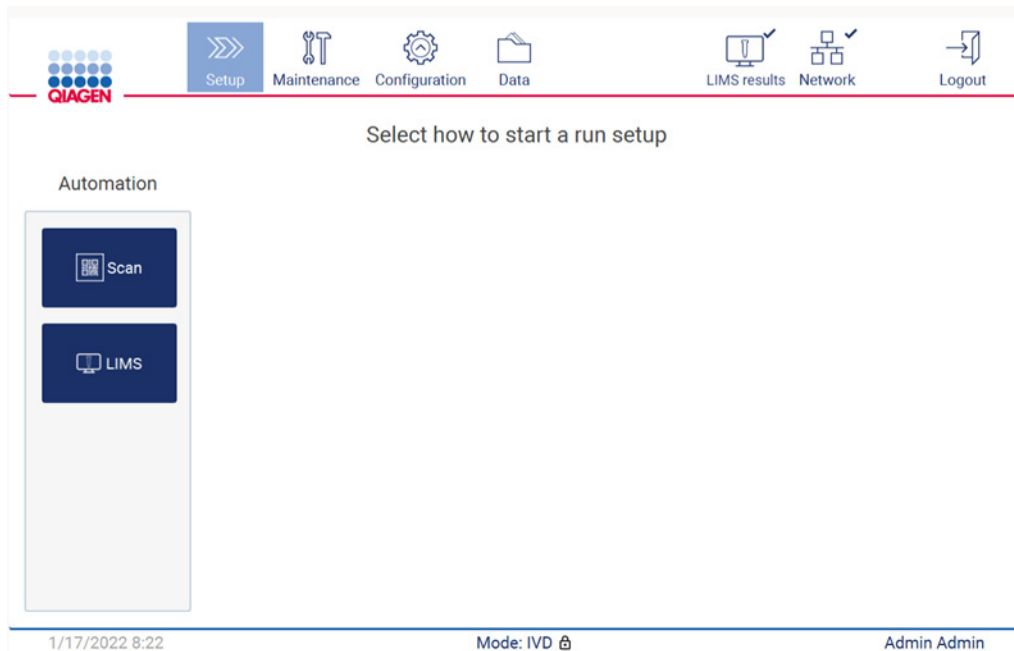 QIAGEN
Setup
Maintenance
Configuration
Data
LIMS results
Network
Logout
Select how to start a run setup
Automation
Scan
LIMS
1/17/2022 8:22
Mode: IVD
Admin Admin